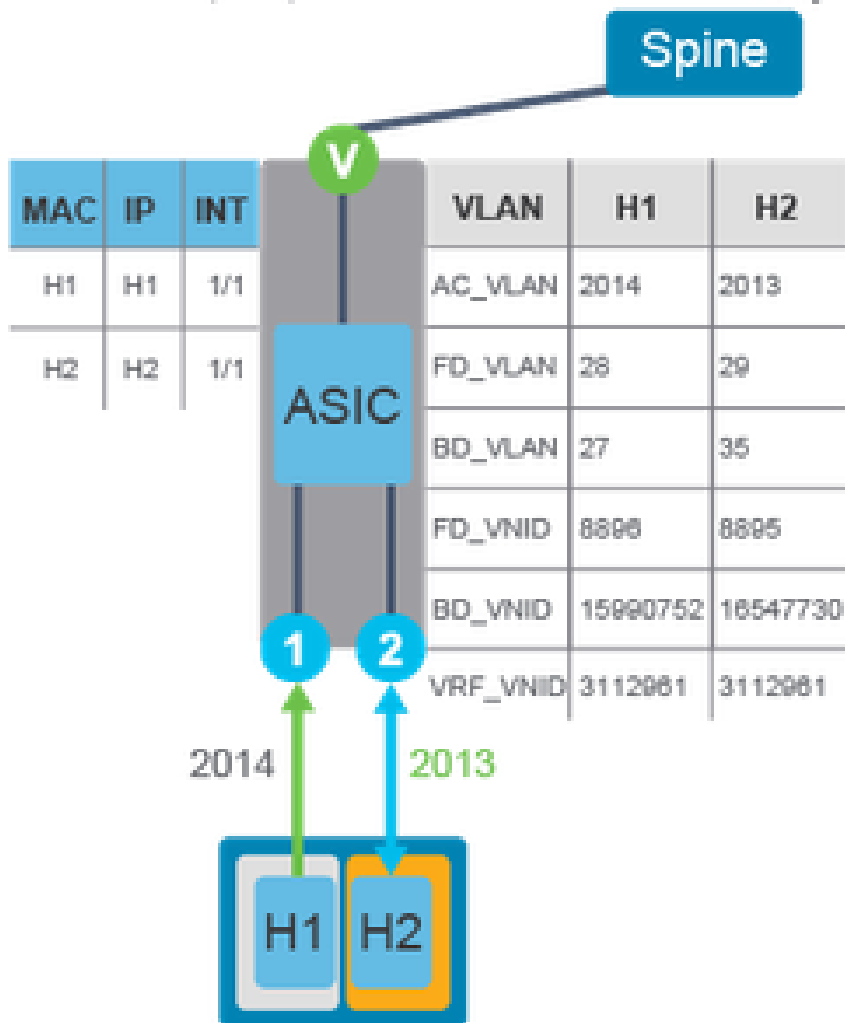 Spine
V
MAC IP INT
H1 H1 1/1
H2 H2 1/1
ASIC
VLAN H1 H2
AC_VLAN 2014 2013
FD_VLAN 28 29
BD_VLAN 27 35
FD_VNID 8896 8895
BD_VNID 15990752 16547730
VRF_VNID 3112961 3112961
1 2
2014 2013
H1 H2